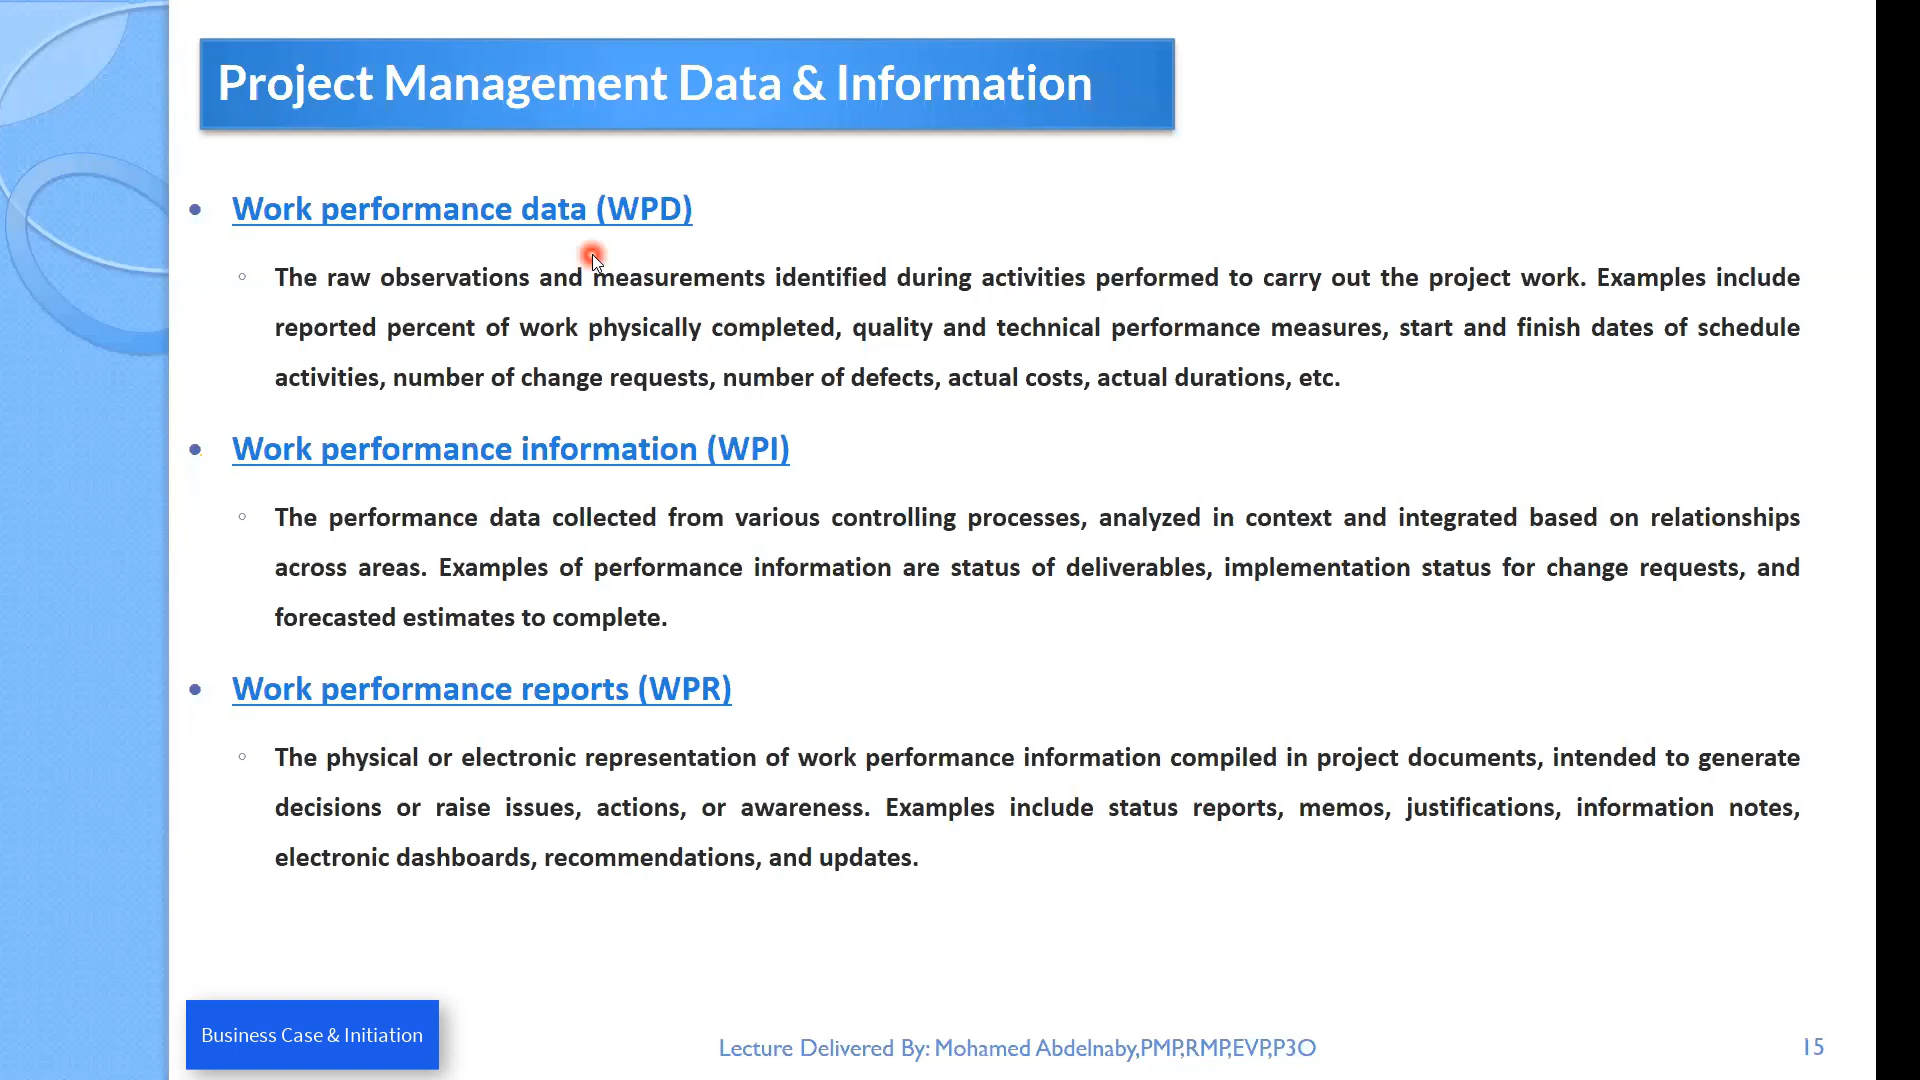 Project Management Data & Information
Work performance data (WPD)
The raw observations and measurements identified during activities performed to carry out the project work. Examples include
reported percent of work physically completed, quality and technical performance measures, start and finish dates of schedule
activities, number of change requests, number of defects, actual costs, actual durations, etc.
Work performance information (WPI)
The performance data collected from various controlling processes, analyzed in context and integrated based on relationships
across areas. Examples of performance information are status of deliverables, implementation status for change requests, and
forecasted estimates to complete.
Work performance reports (WPR)
The physical or electronic representation of work performance information compiled in project documents, intended to generate
decisions or raise issues, actions, or awareness. Examples include status reports, memos, justifications, information notes,
electronic dashboards, recommendations, and updates.
Business Case & Initiation
Lecture Delivered By: Mohamed Abdelnaby,PMP,RMP,EVP,P3O
15